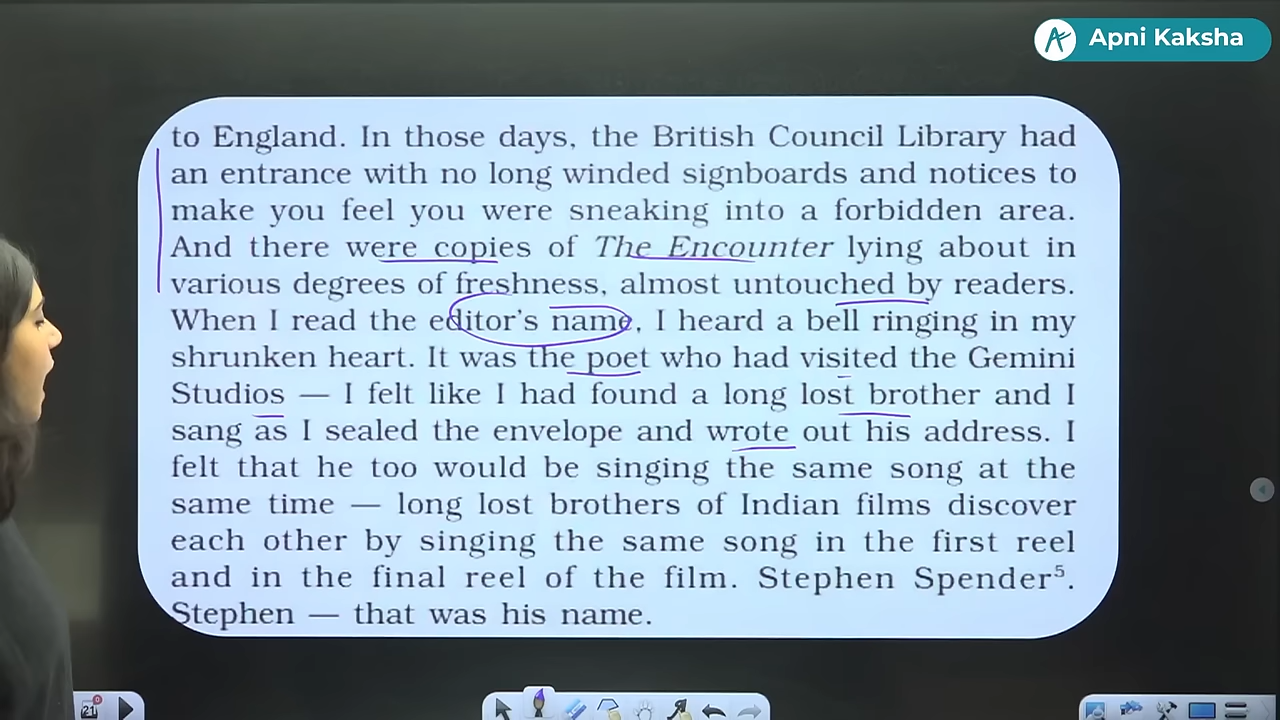 Apni Kaksha
to England. In those days, the British Council Library had
an entrance with no long winded signboards and notices to
make you feel you were sneaking into a forbidden area.
And there were copies of The Encounter lying about in
various degrees of freshness, almost untouched by readers.
When I read the editor's name, I heard a bell ringing in my
shrunken heart. It was the poet who had visited the Gemini
Studios — I felt like I had found a long lost brother and I
sang as I sealed the envelope and wrote out his address. I
felt that he too would be singing the same song at the
same time — long lost brothers of Indian films discover
each other by singing the same song in the first reel
and in the final reel of the film. Stephen Spender⁵.
Stephen — that was his name.
21